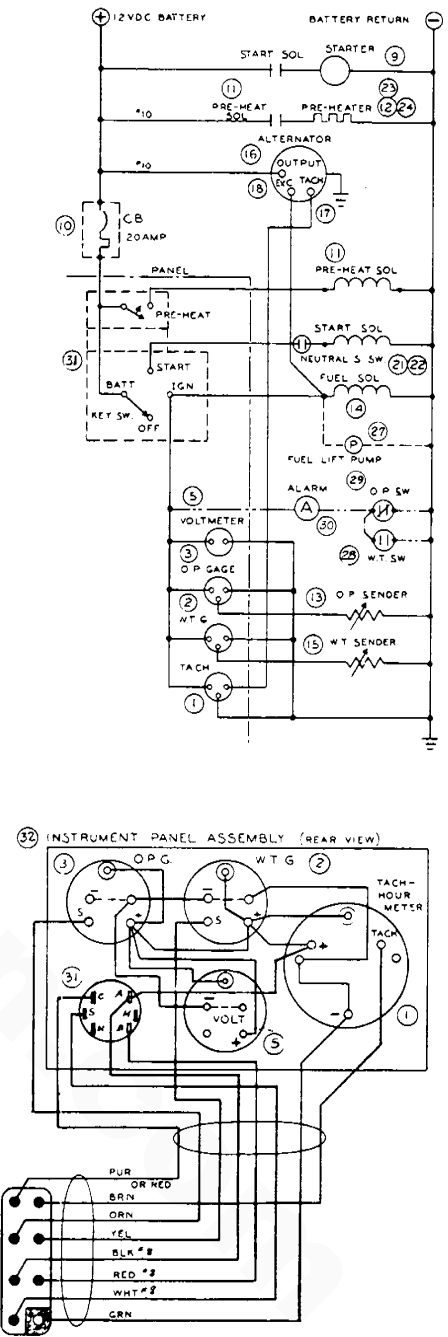 + 12 VDC BATTERY
BATTERY RETURN −
START SOL
STARTER
9
11
PRE-HEAT
SOL
23
PRE-HEATER
12 24
#10
ALTERNATOR
16
#10
OUTPUT
18
EXC TACH
17
10
CB
20 AMP
PANEL
11
PRE-HEAT SOL
PRE-HEAT
START SOL
31
START
NEUTRAL S SW.
21 22
BATT
IGN
FUEL SOL
14
KEY SW.
OFF
P
27
FUEL LIFT PUMP
29
5
ALARM
O.P SW
A
30
VOLTMETER
28
W.T. SW
3
O.P GAGE
2
13
O.P SENDER
W.T.G
15
W.T SENDER
TACH
1
32 INSTRUMENT PANEL ASSEMBLY (REAR VIEW)
3
O.P.G.
W.T.G
2
TACH-
HOUR
METER
−
−
S
+
S
+
+
TACH
31
C A
S H
B
−
VOLT
+
5
−
1
PUR
OR RED
BRN
ORN
YEL
BLK #8
RED #8
WHT #8
GRN